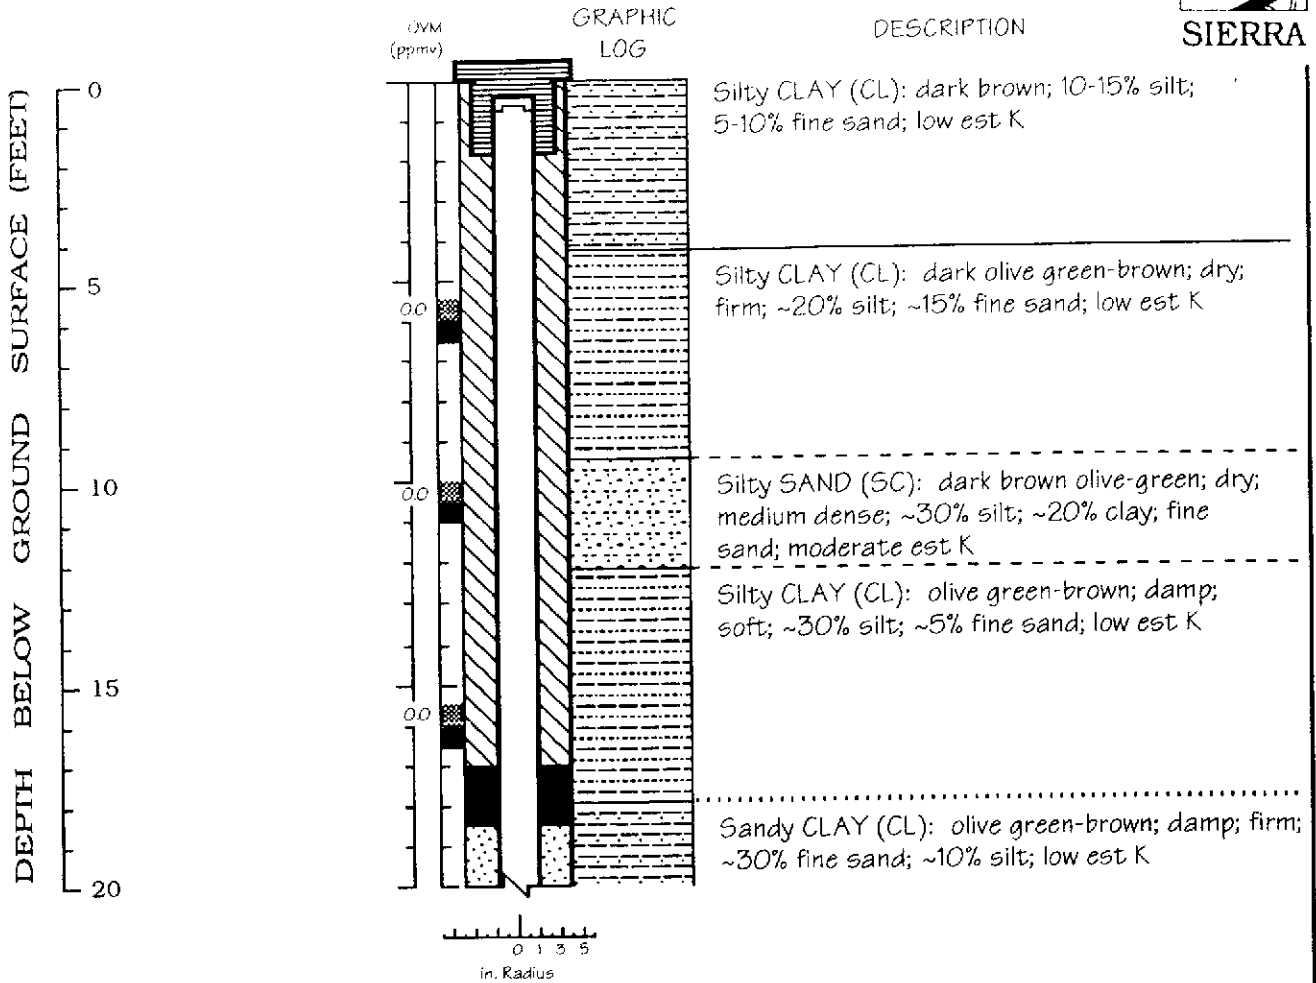 OVM
(ppmv)
GRAPHIC
LOG
DESCRIPTION
SIERRA
DEPTH BELOW GROUND SURFACE (FEET)
0
5
10
15
20
0.0
0.0
0.0
Silty CLAY (CL): dark brown; 10-15% silt;
5-10% fine sand; low est K
Silty CLAY (CL): dark olive green-brown; dry;
firm; ~20% silt; ~15% fine sand; low est K
Silty SAND (SC): dark brown olive-green; dry;
medium dense; ~30% silt; ~20% clay; fine
sand; moderate est K
Silty CLAY (CL): olive green-brown; damp;
soft; ~30% silt; ~5% fine sand; low est K
Sandy CLAY (CL): olive green-brown; damp; firm;
~30% fine sand; ~10% silt; low est K
0 1 3 5
in. Radius